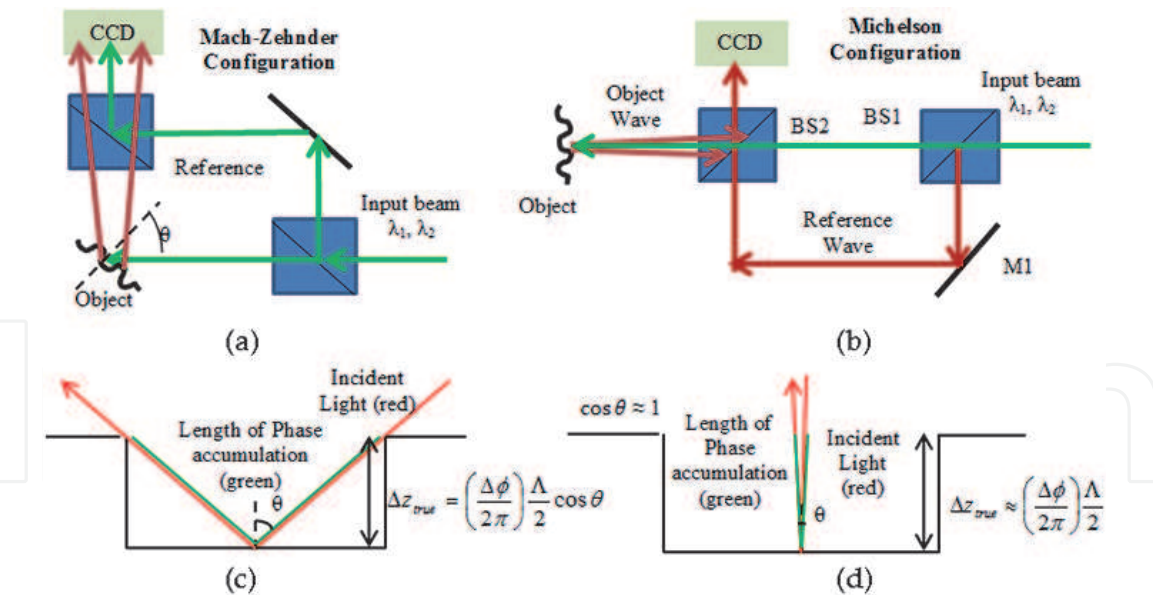 CCD
Mach-Zehnder
Configuration
Reference
Input beam
λ₁, λ₂
θ
Object
(a)
Michelson
Configuration
CCD
Input beam
λ₁, λ₂
Object
Wave
BS2
BS1
Object
Reference
Wave
M1
(b)
Incident
Light (red)
Length of Phase
accumulation
(green)
θ
Δz_true = (Δϕ/2π) Λ/2 cos θ
(c)
cos θ ≈ 1
Length of
Phase
accumulation
(green)
Incident
Light
(red)
θ
Δz_true ≈ (Δϕ/2π) Λ/2
(d)